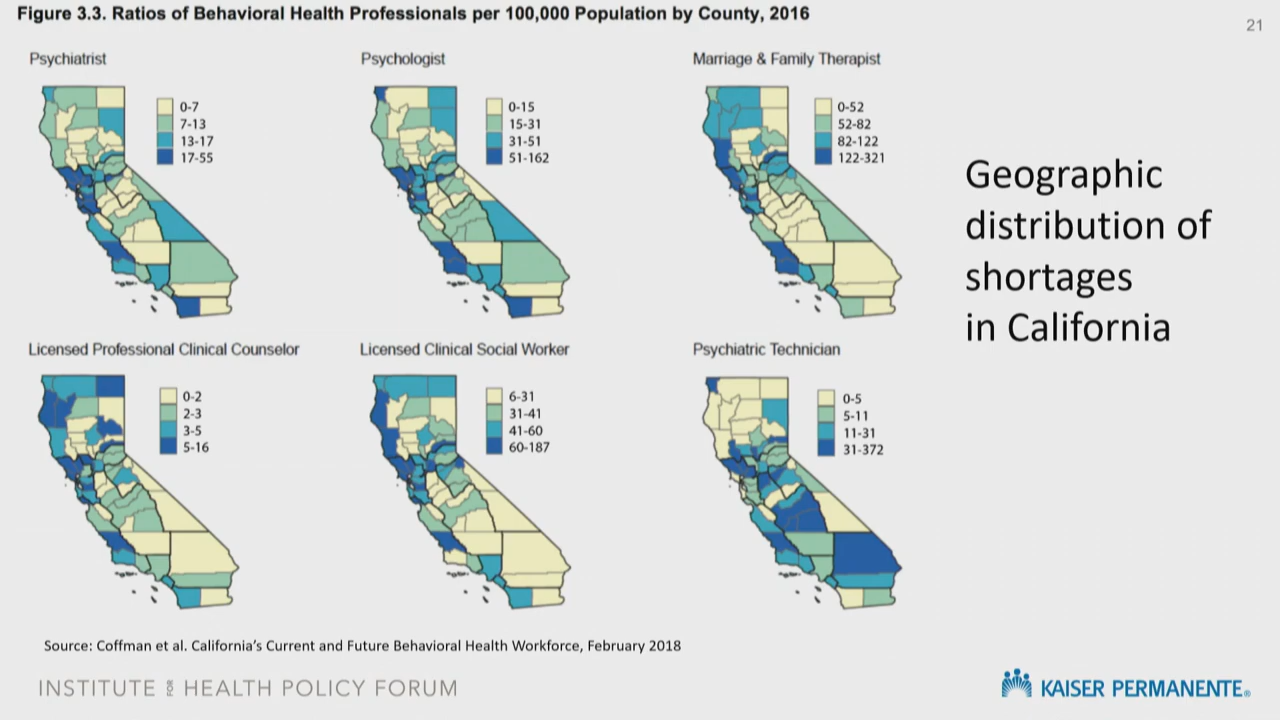 Figure 3.3. Ratios of Behavioral Health Professionals per 100,000 Population by County, 2016
21
Psychiatrist
0-7
7-13
13-17
17-55
Psychologist
0-15
15-31
31-51
51-162
Marriage & Family Therapist
0-52
52-82
82-122
122-321
Geographic
distribution of
shortages
in California
Licensed Professional Clinical Counselor
0-2
2-3
3-5
5-16
Licensed Clinical Social Worker
6-31
31-41
41-60
60-187
Psychiatric Technician
0-5
5-11
11-31
31-372
Source: Coffman et al. California's Current and Future Behavioral Health Workforce, February 2018
INSTITUTE FOR HEALTH POLICY FORUM
KAISER PERMANENTE®